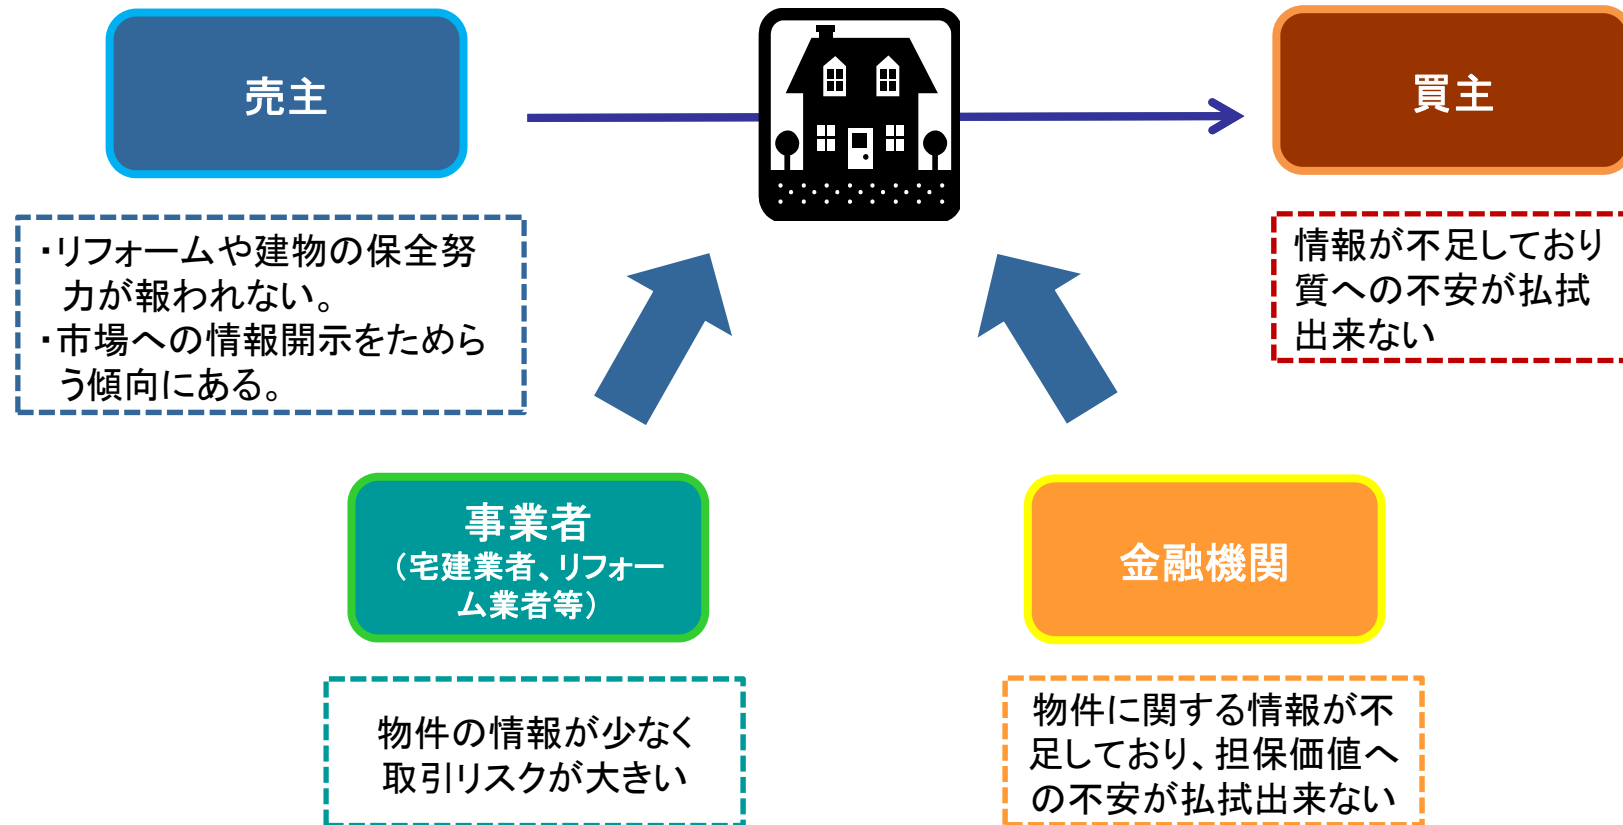 売主
買主
・リフォームや建物の保全努
力が報われない。
・市場への情報開示をためら
う傾向にある。
情報が不足しており
質への不安が払拭
出来ない
事業者
（宅建業者、リフォー
ム業者等）
金融機関
物件の情報が少なく
取引リスクが大きい
物件に関する情報が不
足しており、担保価値へ
の不安が払拭出来ない